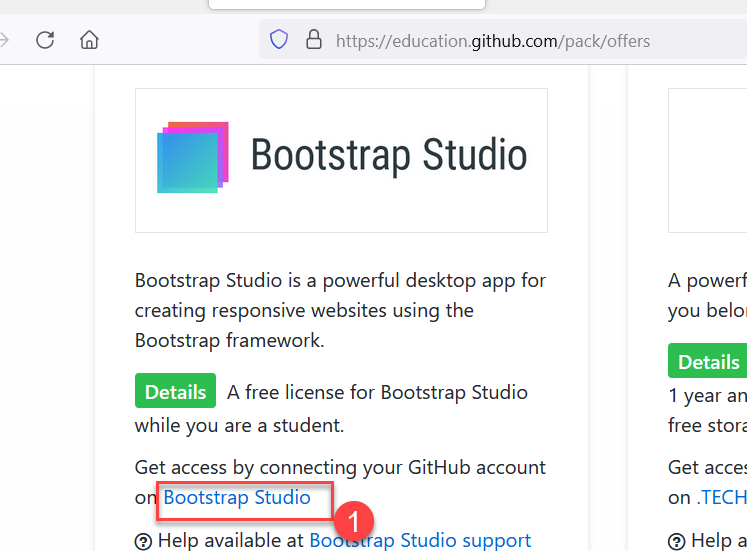 https://education.github.com/pack/offers
Bootstrap Studio
Bootstrap Studio is a powerful desktop app for
creating responsive websites using the
Bootstrap framework.
Details A free license for Bootstrap Studio
while you are a student.
Get access by connecting your GitHub account
on Bootstrap Studio
1
Help available at Bootstrap Studio support
A powerf
you belon
Details
1 year an
free stora
Get acces
on .TECH
Help a